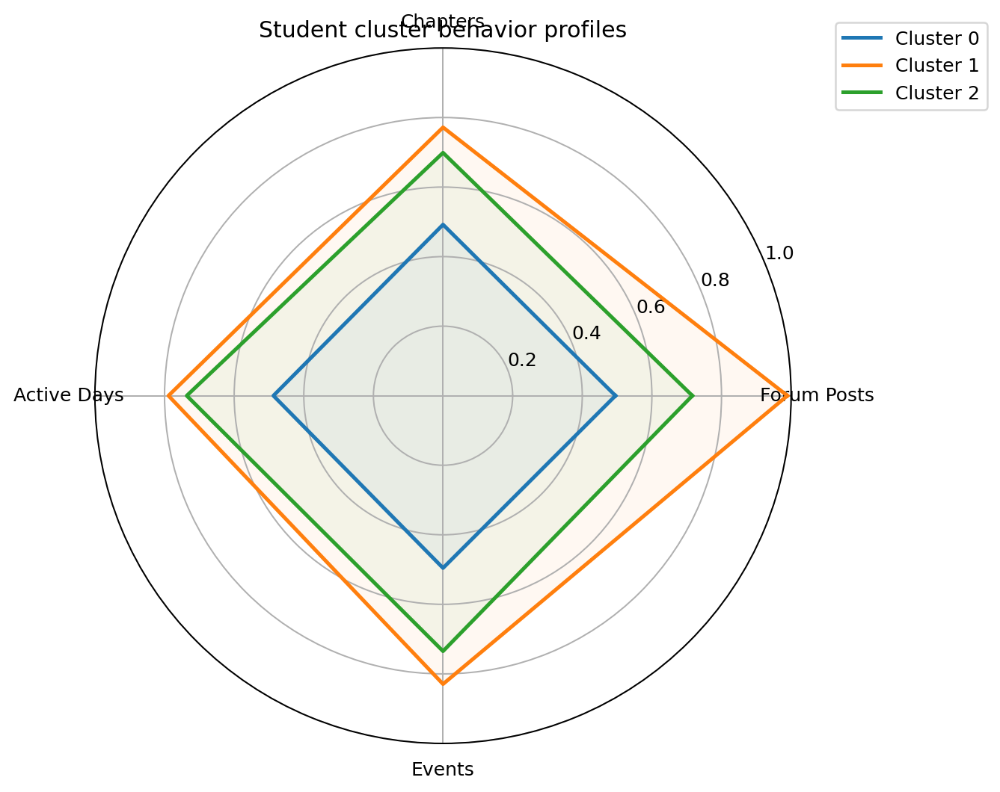 Chapters
Student cluster behavior profiles
Cluster 0
Cluster 1
Cluster 2
1.0
0.8
0.6
0.4
0.2
Active Days
Forum Posts
Events